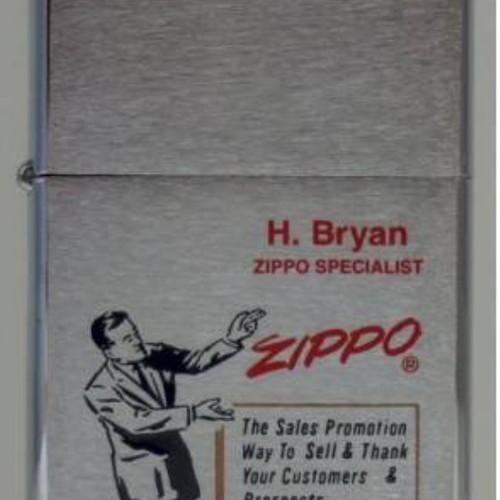 H. Bryan
ZIPPO SPECIALIST
ZIPPO®
The Sales Promotion
Way To Sell & Thank
Your Customers &